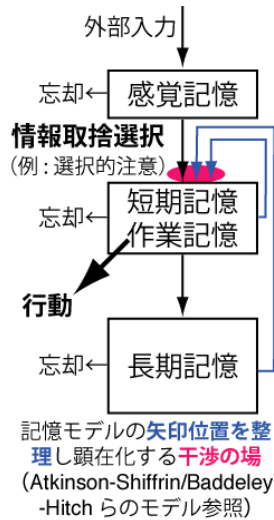 外部入力
感覚記憶
忘却←
情報取捨選択
(例:選択的注意)
短期記憶
作業記憶
忘却←
行動
長期記憶
忘却←
記憶モデルの矢印位置を整
理し顕在化する干渉の場
(Atkinson-Shiffrin/Baddeley
-Hitch らのモデル参照)